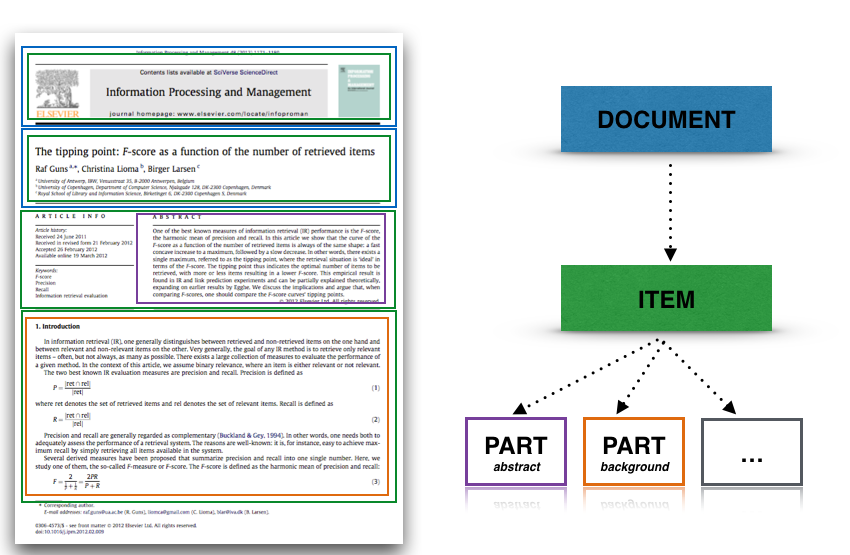 Information Processing and Management 48 (2012) 1171–1180
Contents lists available at SciVerse ScienceDirect
Information Processing and Management
journal homepage: www.elsevier.com/locate/infoproman
ELSEVIER
The tipping point: F-score as a function of the number of retrieved items
Raf Guns a,*, Christina Lioma b, Birger Larsen c
a University of Antwerp, IBW, Venusstraat 35, B-2000 Antwerpen, Belgium
b University of Copenhagen, Department of Computer Science, Njalsgade 128, DK-2300 Copenhagen, Denmark
c Royal School of Library and Information Science, Birketinget 6, DK-2300 Copenhagen S, Denmark
ARTICLE INFO
Article history:
Received 24 June 2011
Received in revised form 21 February 2012
Accepted 26 February 2012
Available online 19 March 2012
Keywords:
F-score
Precision
Recall
Information retrieval evaluation
ABSTRACT
One of the best known measures of information retrieval (IR) performance is the F-score,
the harmonic mean of precision and recall. In this article we show that the curve of the
F-score as a function of the number of retrieved items is always of the same shape: a fast
concave increase to a maximum, followed by a slow decrease. In other words, there exists a
single maximum, referred to as the tipping point, where the retrieval situation is 'ideal' in
terms of the F-score. The tipping point thus indicates the optimal number of items to be
retrieved, with more or less items resulting in a lower F-score. This empirical result is
found in IR and link prediction experiments and can be partially explained theoretically,
expanding on earlier results by Egghe. We discuss the implications and argue that, when
comparing F-scores, one should compare the F-score curves' tipping points.
© 2012 Elsevier Ltd. All rights reserved.
1. Introduction
In information retrieval (IR), one generally distinguishes between retrieved and non-retrieved items on the one hand and
between relevant and non-relevant items on the other. Very generally, the goal of any IR method is to retrieve only relevant
items – often, but not always, as many as possible. There exists a large collection of measures to evaluate the performance of
a given method. In the context of this article, we assume binary relevance, where an item is either relevant or not relevant.
The two best known IR evaluation measures are precision and recall. Precision is defined as
P = |ret ∩ rel| / |ret| (1)
where ret denotes the set of retrieved items and rel denotes the set of relevant items. Recall is defined as
R = |ret ∩ rel| / |rel| (2)
Precision and recall are generally regarded as complementary (Buckland & Gey, 1994). In other words, one needs both to
adequately assess the performance of a retrieval system. The reasons are well-known: it is, for instance, easy to achieve max-
imum recall by simply retrieving all items available in the system.
Several derived measures have been proposed that summarize precision and recall into one single number. Here, we
study one of them, the so-called F-measure or F-score. The F-score is defined as the harmonic mean of precision and recall:
F = 2 / (1/P + 1/R) = 2PR / (P + R) (3)
* Corresponding author.
E-mail addresses: raf.guns@ua.ac.be (R. Guns), lioma@gmail.com (C. Lioma), blar@iva.dk (B. Larsen).
0306-4573/$ - see front matter © 2012 Elsevier Ltd. All rights reserved.
doi:10.1016/j.ipm.2012.02.009
DOCUMENT
ITEM
PART
abstract
PART
background
...